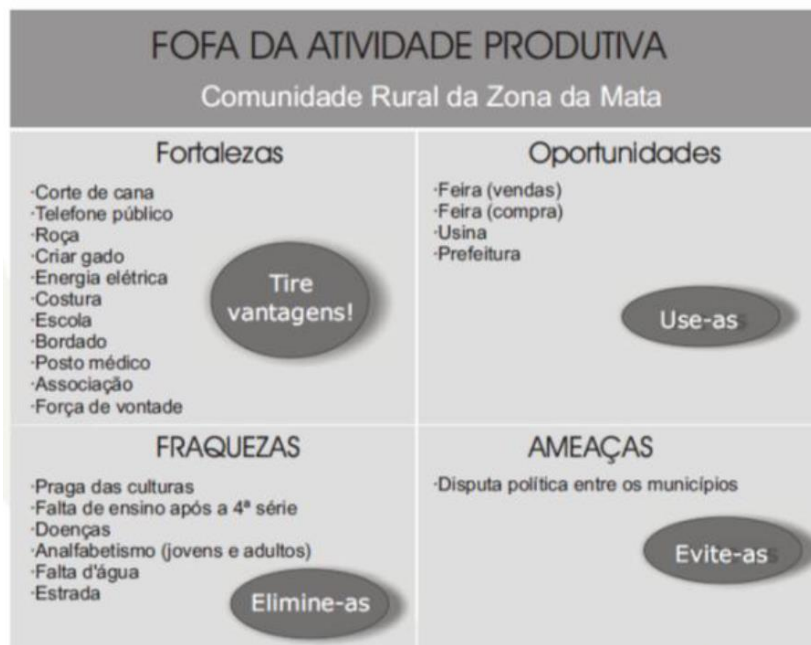 FOFA DA ATIVIDADE PRODUTIVA
Comunidade Rural da Zona da Mata
Fortalezas
·Corte de cana
·Telefone público
·Roça
·Criar gado
·Energia elétrica
·Costura
·Escola
·Bordado
·Posto médico
·Associação
·Força de vontade
Tire
vantagens!
Oportunidades
·Feira (vendas)
·Feira (compra)
·Usina
·Prefeitura
Use-as
FRAQUEZAS
·Praga das culturas
·Falta de ensino após a 4ª série
·Doenças
·Analfabetismo (jovens e adultos)
·Falta d'água
·Estrada
Elimine-as
AMEAÇAS
·Disputa política entre os municípios
Evite-as